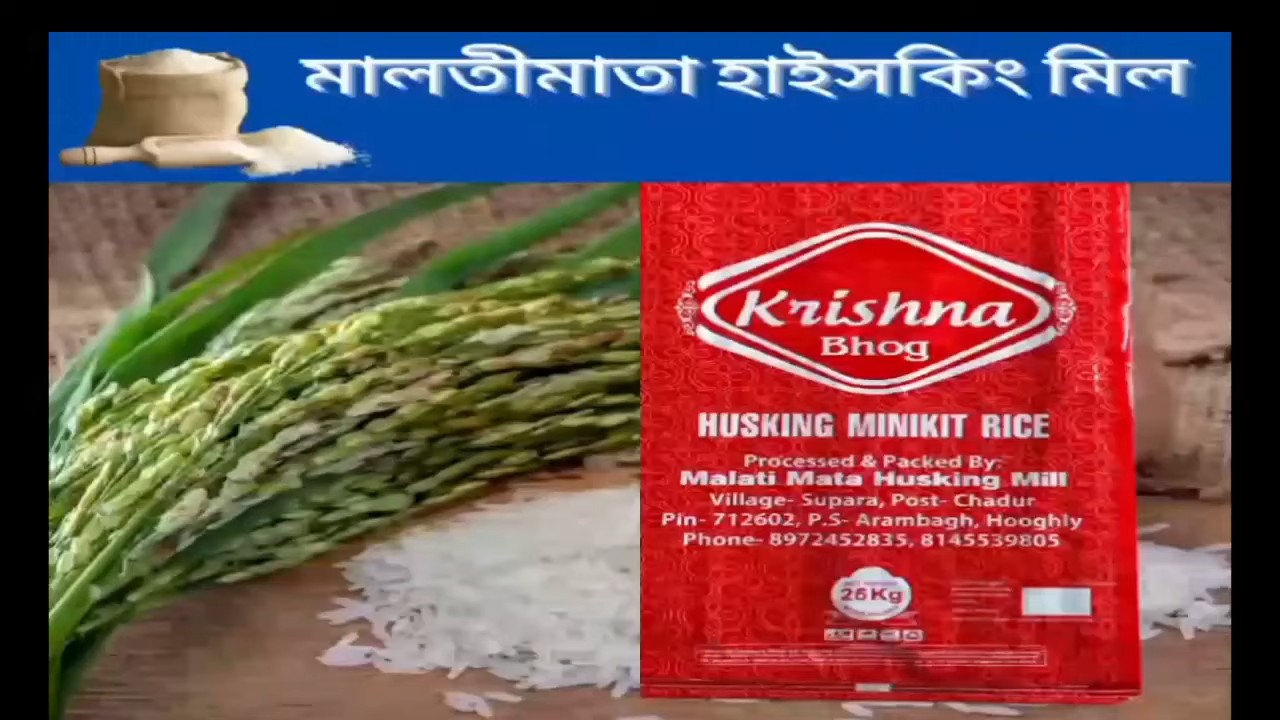 মালতীমাতা হাইসকিং মিল
Krishna
Bhog
HUSKING MINIKIT RICE
Processed & Packed By:
Malati Mata Husking Mill
Village- Supara, Post- Chadur
Pin- 712602, P.S- Arambagh, Hooghly
Phone- 8972452835, 8145539805
26Kg